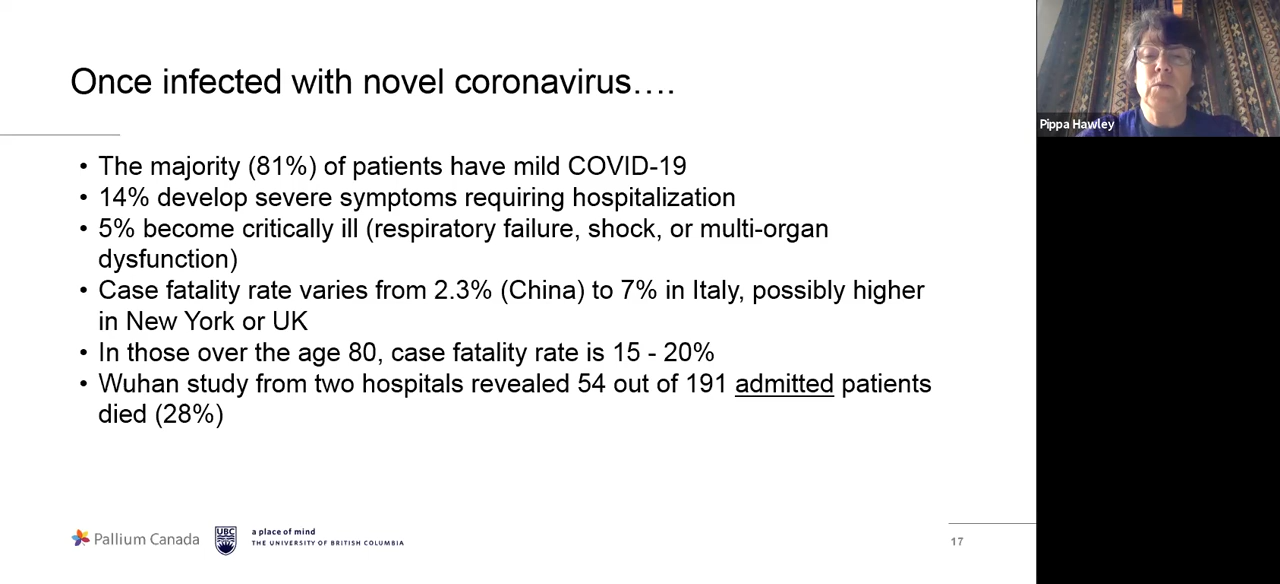 Once infected with novel coronavirus….
• The majority (81%) of patients have mild COVID-19
• 14% develop severe symptoms requiring hospitalization
• 5% become critically ill (respiratory failure, shock, or multi-organ
dysfunction)
• Case fatality rate varies from 2.3% (China) to 7% in Italy, possibly higher
in New York or UK
• In those over the age 80, case fatality rate is 15 - 20%
• Wuhan study from two hospitals revealed 54 out of 191 admitted patients
died (28%)
Pallium Canada
UBC
a place of mind
THE UNIVERSITY OF BRITISH COLUMBIA
17
Pippa Hawley